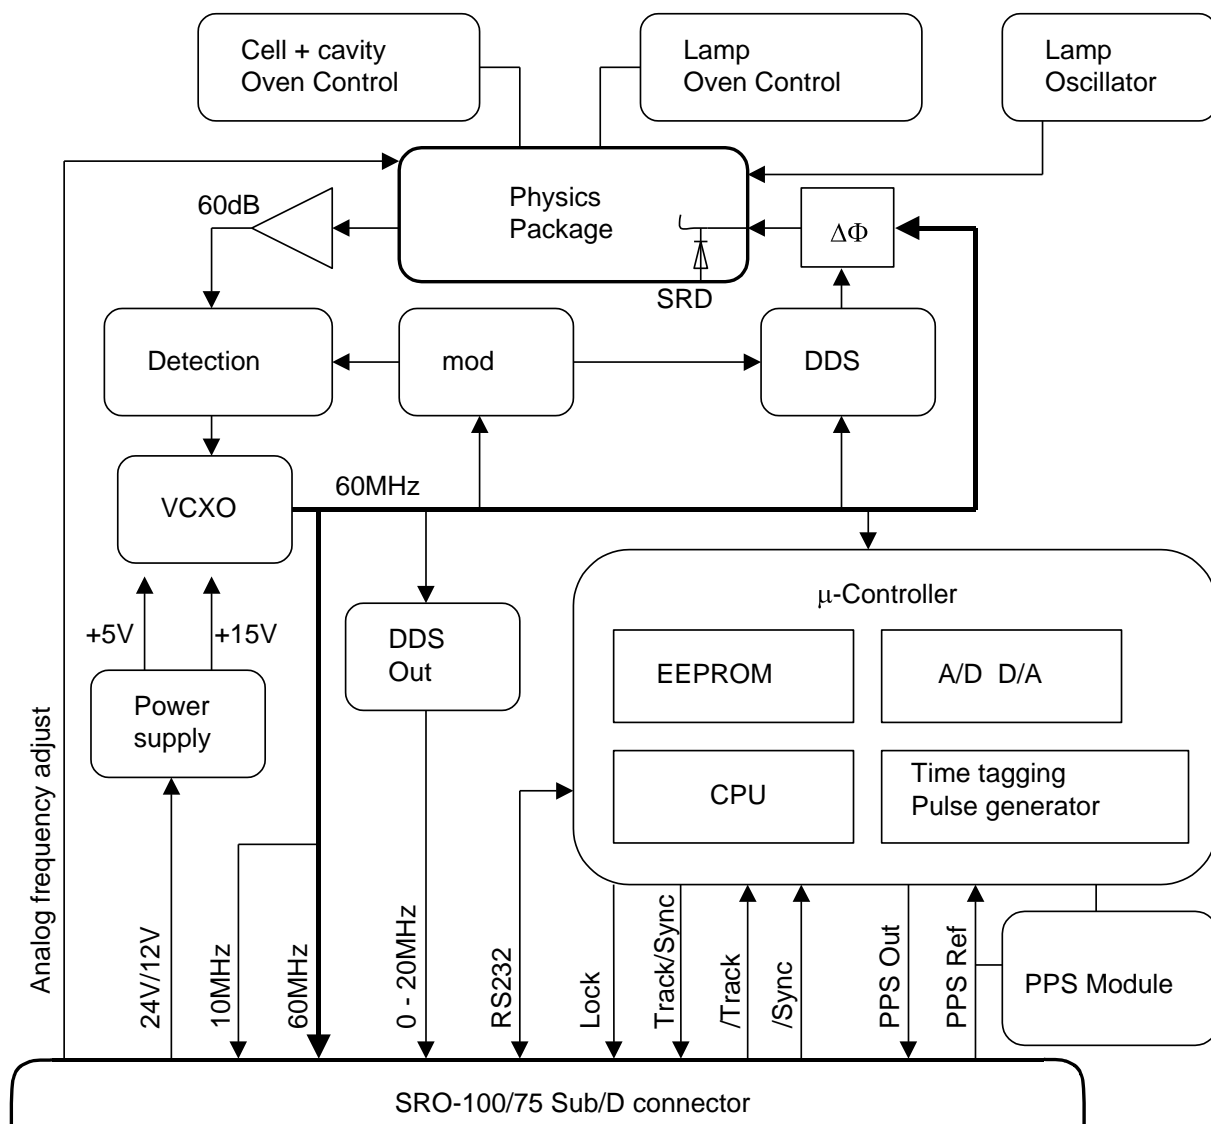 Cell + cavity
Oven Control
Lamp
Oven Control
Lamp
Oscillator
60dB
Physics
Package
ΔΦ
SRD
Detection
mod
DDS
VCXO
60MHz
μ-Controller
+5V
+15V
DDS
Out
EEPROM
A/D D/A
Power
supply
CPU
Time tagging
Pulse generator
Analog frequency adjust
24V/12V
10MHz
60MHz
0 - 20MHz
RS232
Lock
Track/Sync
/Track
/Sync
PPS Out
PPS Ref
PPS Module
SRO-100/75 Sub/D connector